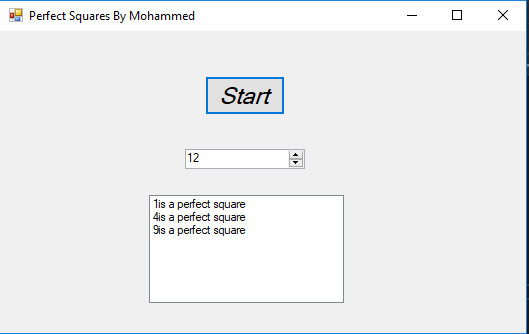 Perfect Squares By Mohammed
Start
12
1is a perfect square
4is a perfect square
9is a perfect square